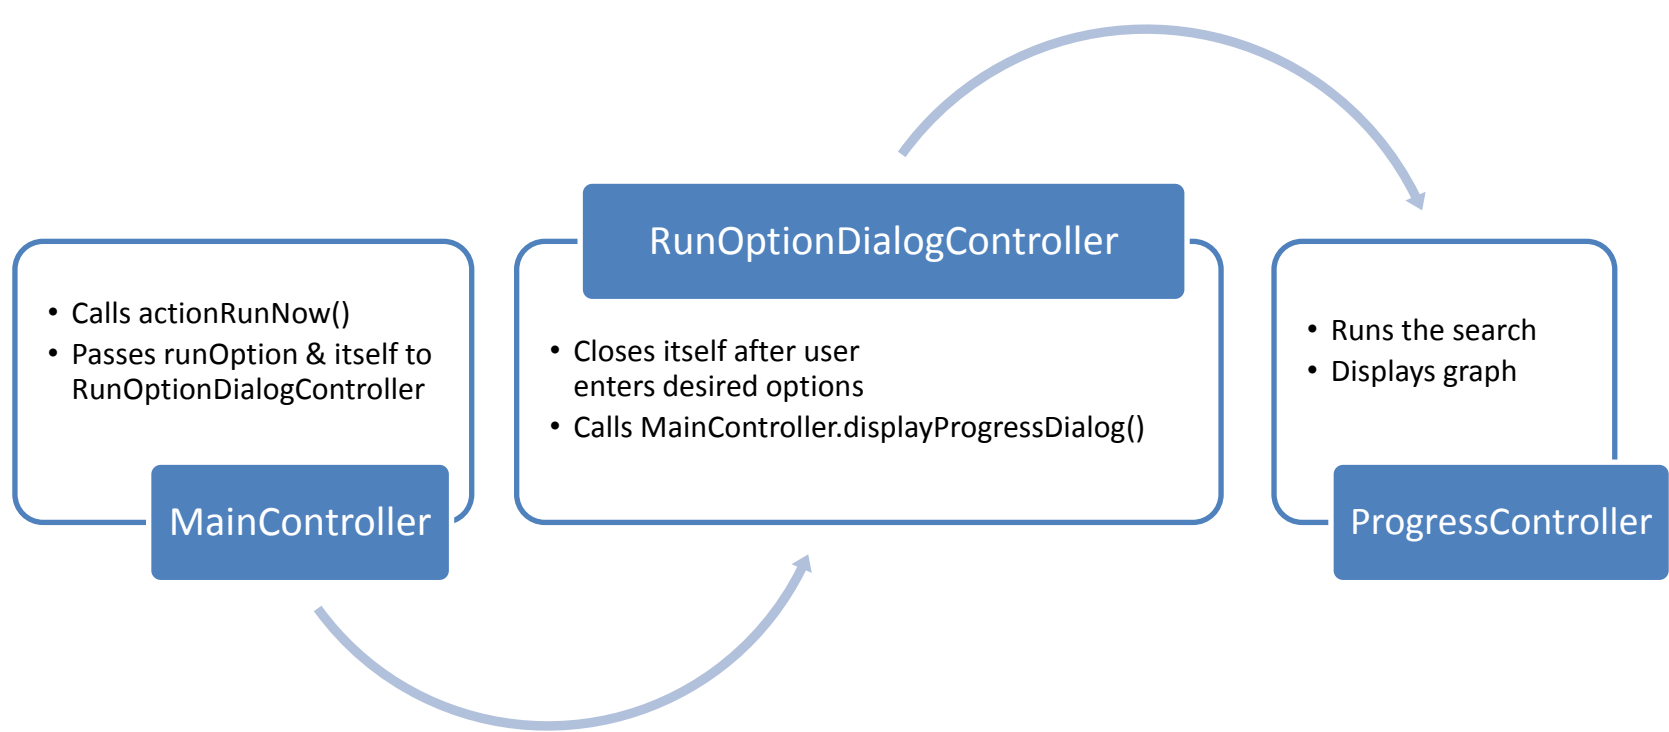 • Calls actionRunNow()
• Passes runOption & itself to
RunOptionDialogController
MainController
RunOptionDialogController
• Closes itself after user
enters desired options
• Calls MainController.displayProgressDialog()
• Runs the search
• Displays graph
ProgressController